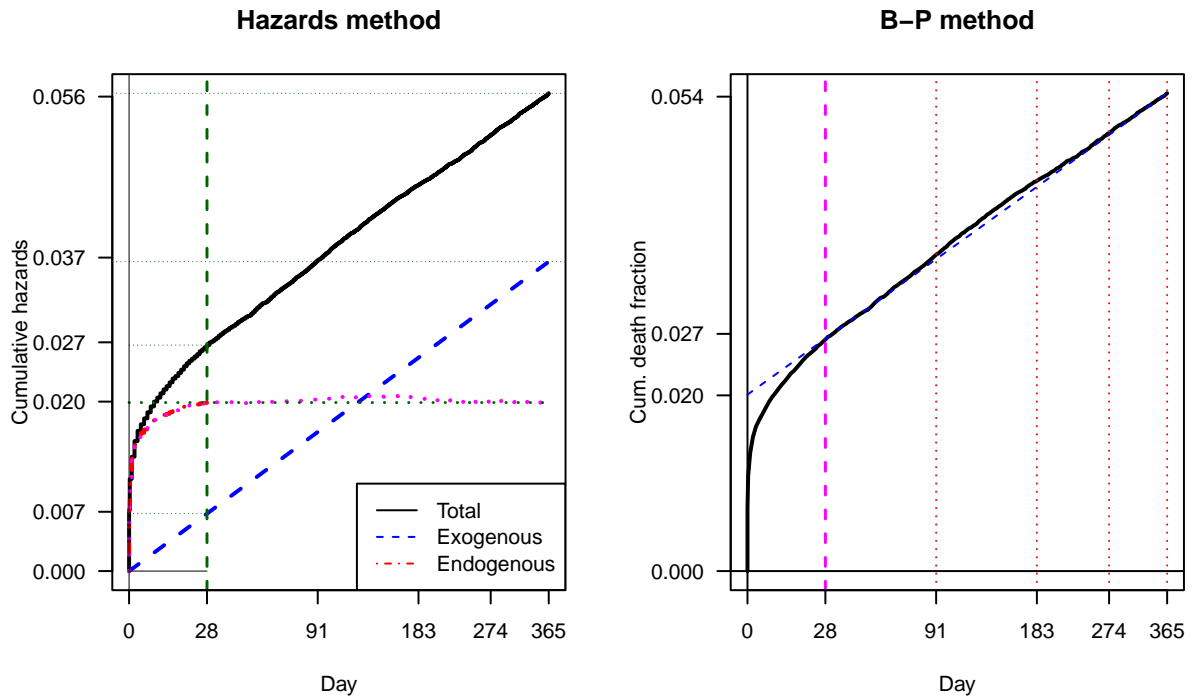 Hazards method
Cumulative hazards
0.056
0.037
0.027
0.020
0.007
0.000
Total
Exogenous
Endogenous
0 28 91 183 274 365
Day
B−P method
Cum. death fraction
0.054
0.027
0.020
0.000
0 28 91 183 274 365
Day